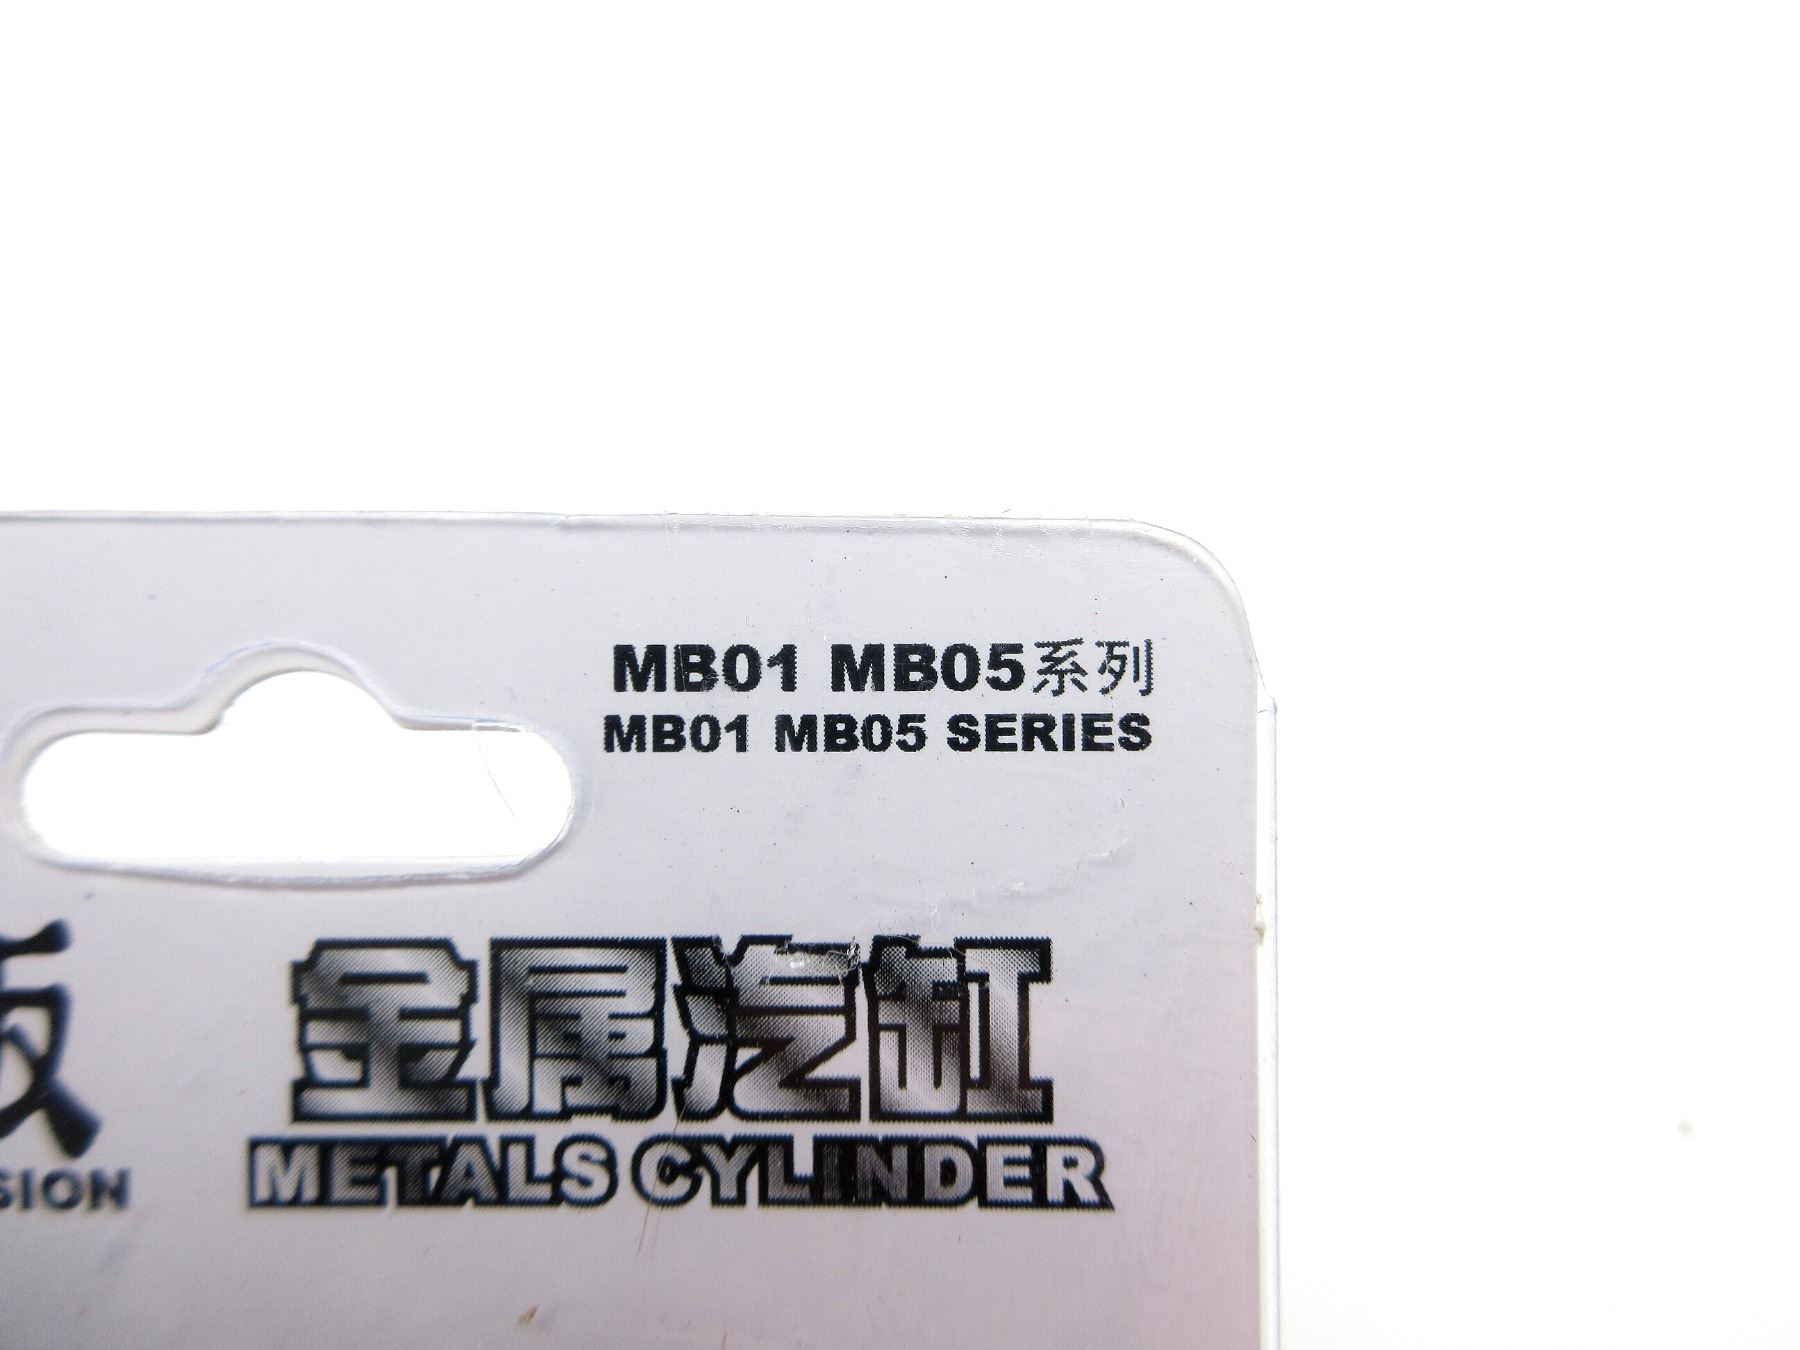 MB01 MB05系列
MB01 MB05 SERIES
金属汽缸
METALS CYLINDER